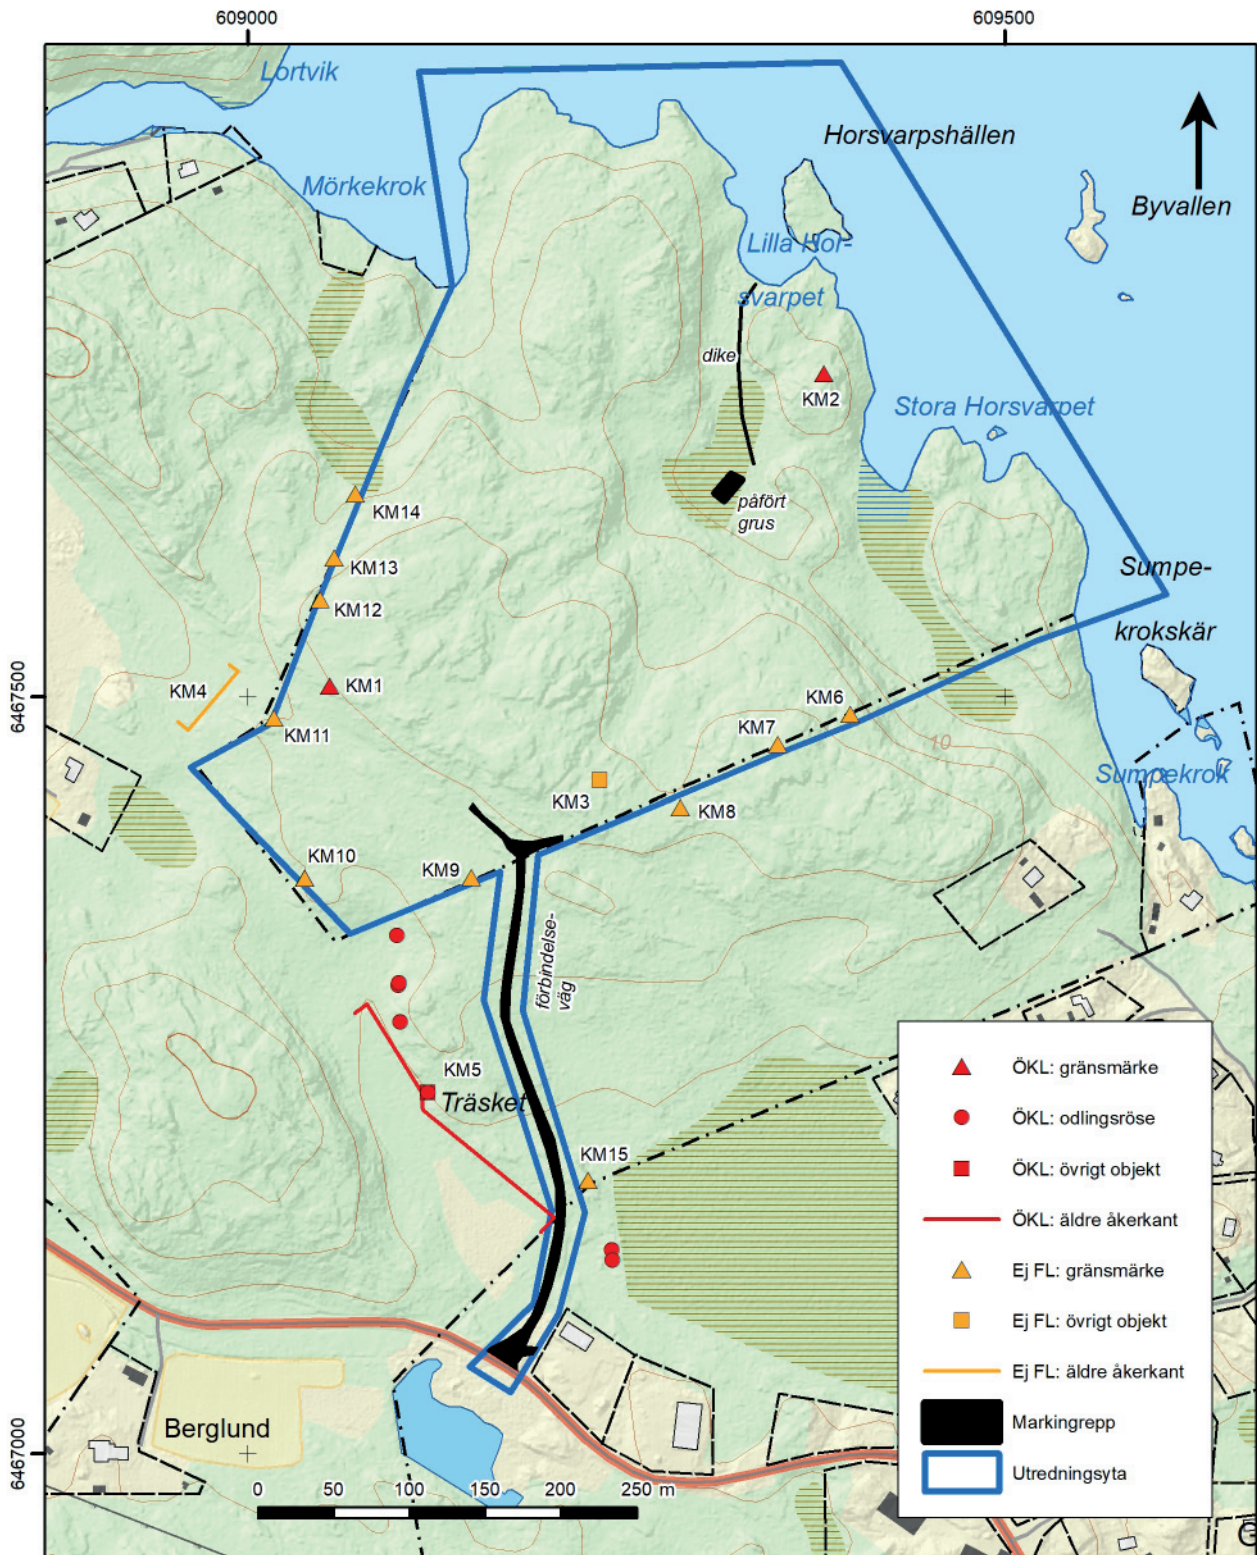 609000
609500
Lortvik
Horsvarpshällen
Mörkekrok
Byvallen
Lilla Hor-
svarpet
dike
KM2
Stora Horsvarpet
KM14
påfört
grus
KM13
Sumpe-
krokskär
KM12
6467500
KM4
KM1
KM11
KM6
KM7
10
Sumpekrok
KM3
KM8
KM10
KM9
förbindelse-
väg
KM5
Träsket
KM15
ÖKL: gränsmärke
ÖKL: odlingsröse
ÖKL: övrigt objekt
ÖKL: äldre åkerkant
Ej FL: gränsmärke
Ej FL: övrigt objekt
Ej FL: äldre åkerkant
Markingrepp
Utredningsyta
Berglund
6467000
0 50 100 150 200 250 m